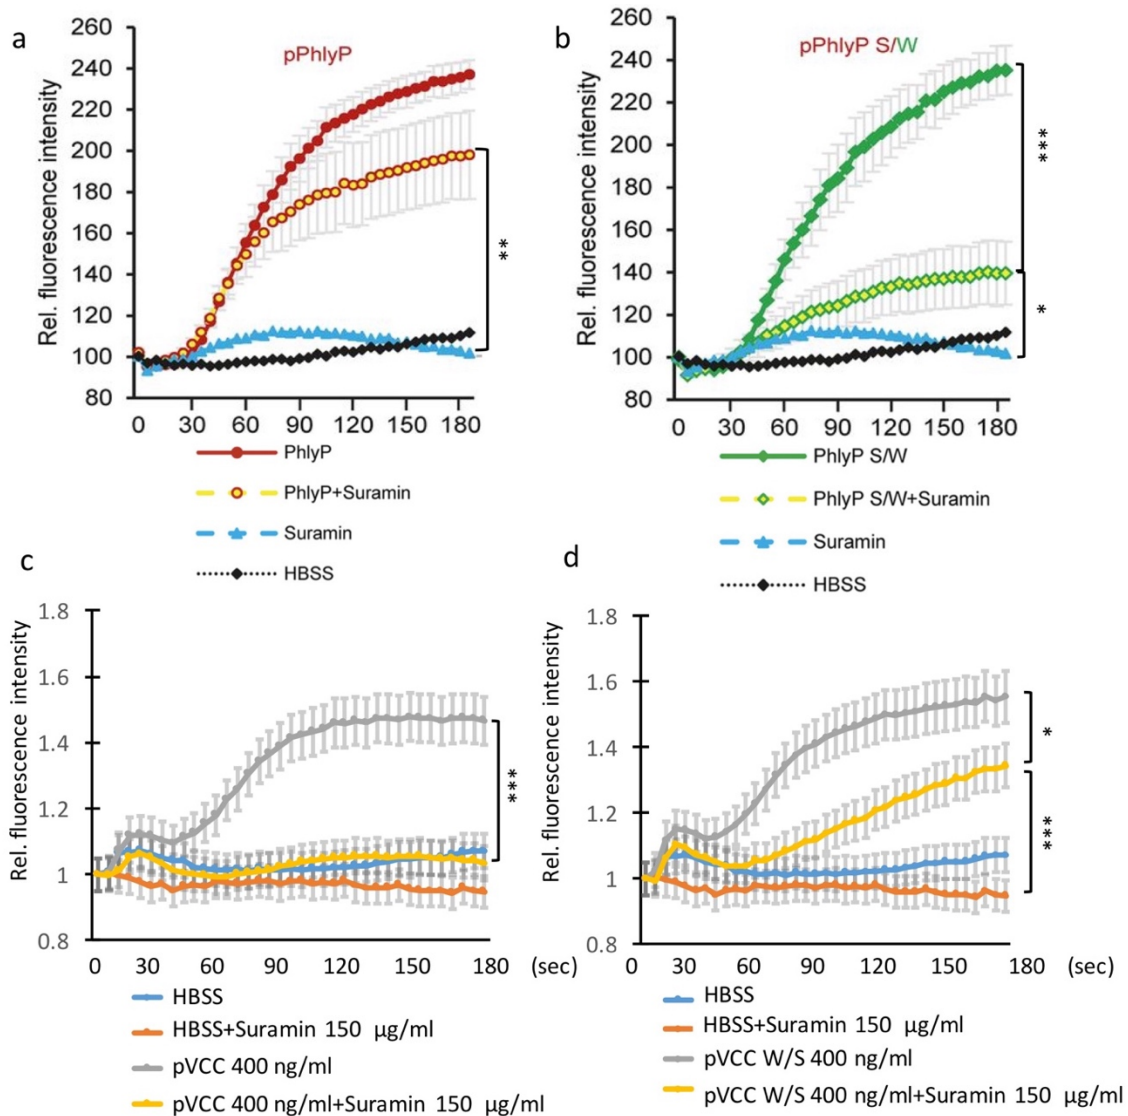 a
pPhlyP
Rel. fluorescence intensity
260
240
220
200
180
160
140
120
100
80
0 30 60 90 120 150 180
**
PhlyP
PhlyP+Suramin
Suramin
HBSS
b
pPhlyP S/W
Rel. fluorescence intensity
260
240
220
200
180
160
140
120
100
80
0 30 60 90 120 150 180
***
*
PhlyP S/W
PhlyP S/W+Suramin
Suramin
HBSS
c
Rel. fluorescence intensity
1.8
1.6
1.4
1.2
1
0.8
0 30 60 90 120 150 180 (sec)
***
HBSS
HBSS+Suramin 150 µg/ml
pVCC 400 ng/ml
pVCC 400 ng/ml+Suramin 150 µg/ml
d
Rel. fluorescence intensity
1.8
1.6
1.4
1.2
1
0.8
0 30 60 90 120 150 180 (sec)
*
***
HBSS
HBSS+Suramin 150 µg/ml
pVCC W/S 400 ng/ml
pVCC W/S 400 ng/ml+Suramin 150 µg/ml